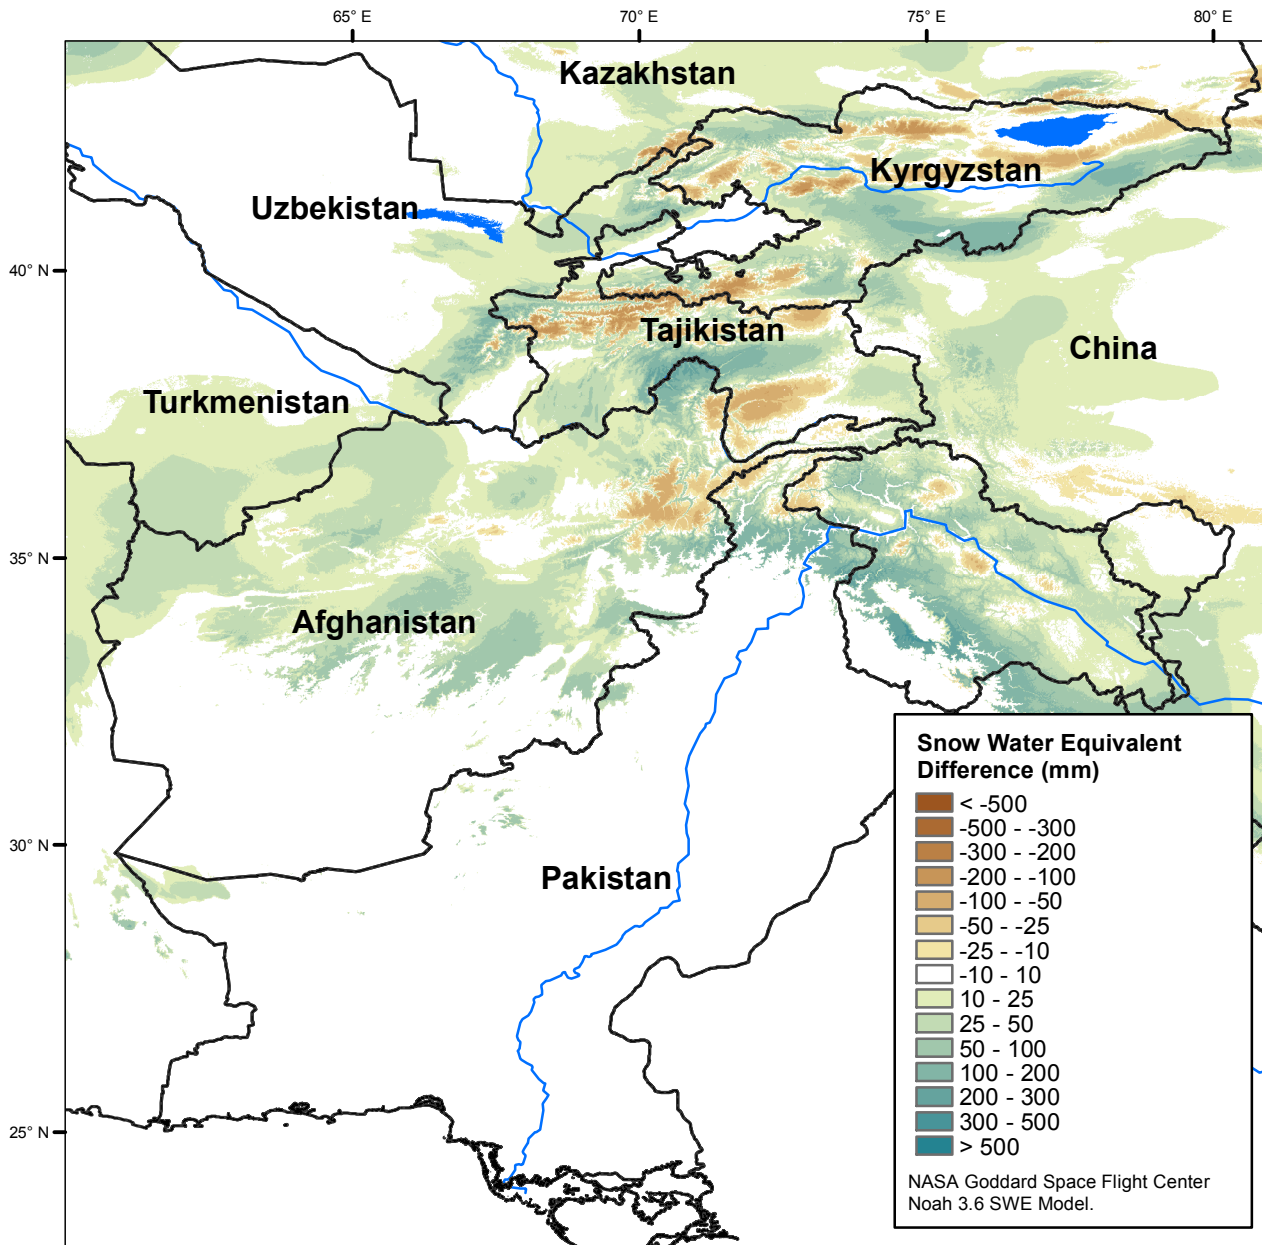 65° E
70° E
75° E
80° E
Kazakhstan
Kyrgyzstan
Uzbekistan
40° N
Tajikistan
China
Turkmenistan
35° N
Afghanistan
30° N
Pakistan
25° N
Snow Water Equivalent
Difference (mm)
< -500
-500 - -300
-300 - -200
-200 - -100
-100 - -50
-50 - -25
-25 - -10
-10 - 10
10 - 25
25 - 50
50 - 100
100 - 200
200 - 300
300 - 500
> 500
NASA Goddard Space Flight Center
Noah 3.6 SWE Model.